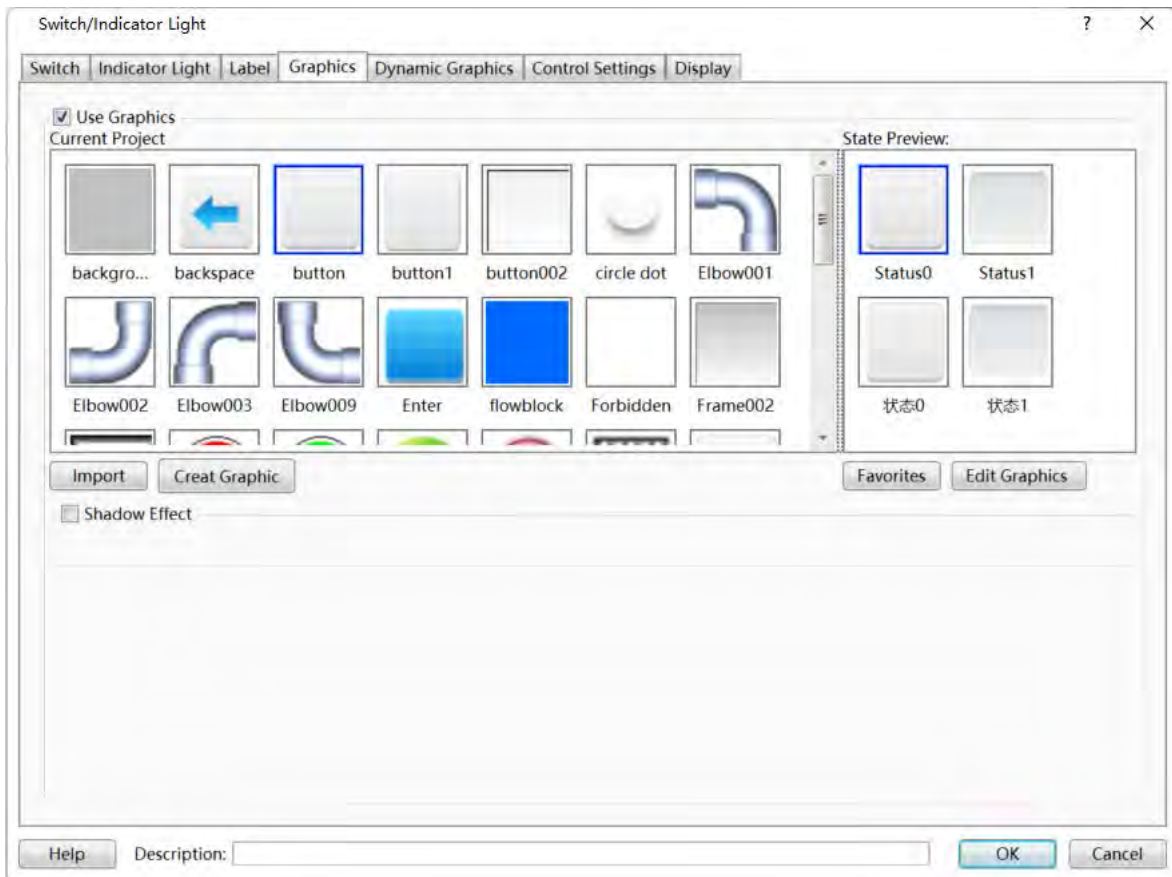 Switch/Indicator Light ?
Switch Indicator Light Label Graphics Dynamic Graphics Control Settings Display
Use Graphics
Current Project State Preview:
backgro... backspace button button1 button002 circle dot Elbow001 Status0 Status1
Elbow002 Elbow003 Elbow009 Enter flowblock Forbidden Frame002 状态0 状态1
Import Creat Graphic Favorites Edit Graphics
Shadow Effect
Help Description: OK Cancel